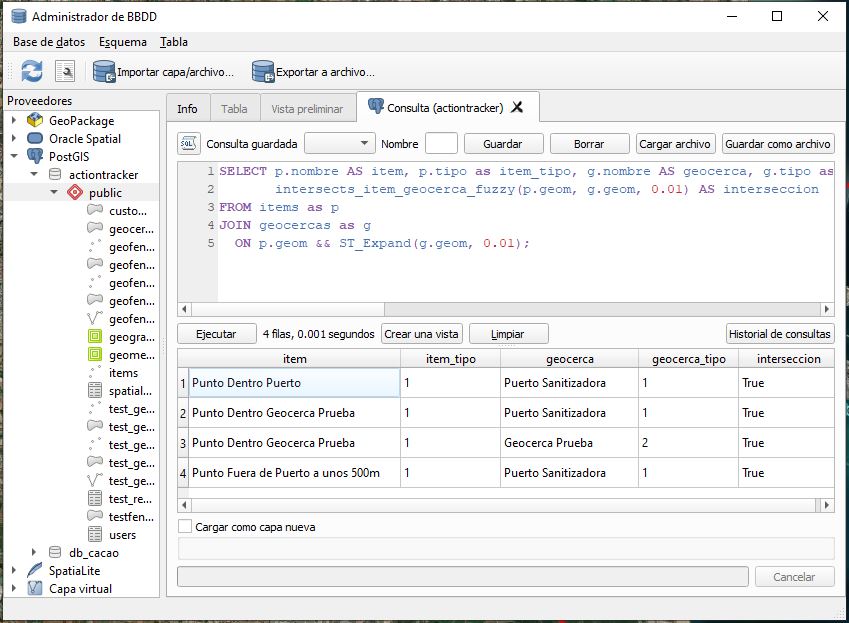 Administrador de BBDD
Base de datos Esquema Tabla
Importar capa/archivo... Exportar a archivo...
Proveedores
GeoPackage
Oracle Spatial
PostGIS
actiontracker
public
custo...
geocer...
geofen...
geofen...
geofen...
geofen...
geofen...
geogra...
geome...
items
spatial...
test_ge...
test_ge...
test_ge...
test_ge...
test_ge...
test_re...
testfen...
users
db_cacao
SpatiaLite
Capa virtual
Info Tabla Vista preliminar Consulta (actiontracker)
SQL Consulta guardada Nombre Guardar Borrar Cargar archivo Guardar como archivo
1 SELECT p.nombre AS item, p.tipo as item_tipo, g.nombre AS geocerca, g.tipo as
2 intersects_item_geocerca_fuzzy(p.geom, g.geom, 0.01) AS interseccion
3 FROM items as p
4 JOIN geocercas as g
5 ON p.geom && ST_Expand(g.geom, 0.01);
Ejecutar 4 filas, 0.001 segundos Crear una vista Limpiar Historial de consultas
item item_tipo geocerca geocerca_tipo interseccion
1 Punto Dentro Puerto 1 Puerto Sanitizadora 1 True
2 Punto Dentro Geocerca Prueba 1 Puerto Sanitizadora 1 True
3 Punto Dentro Geocerca Prueba 1 Geocerca Prueba 2 True
4 Punto Fuera de Puerto a unos 500m 1 Puerto Sanitizadora 1 True
Cargar como capa nueva
Cancelar